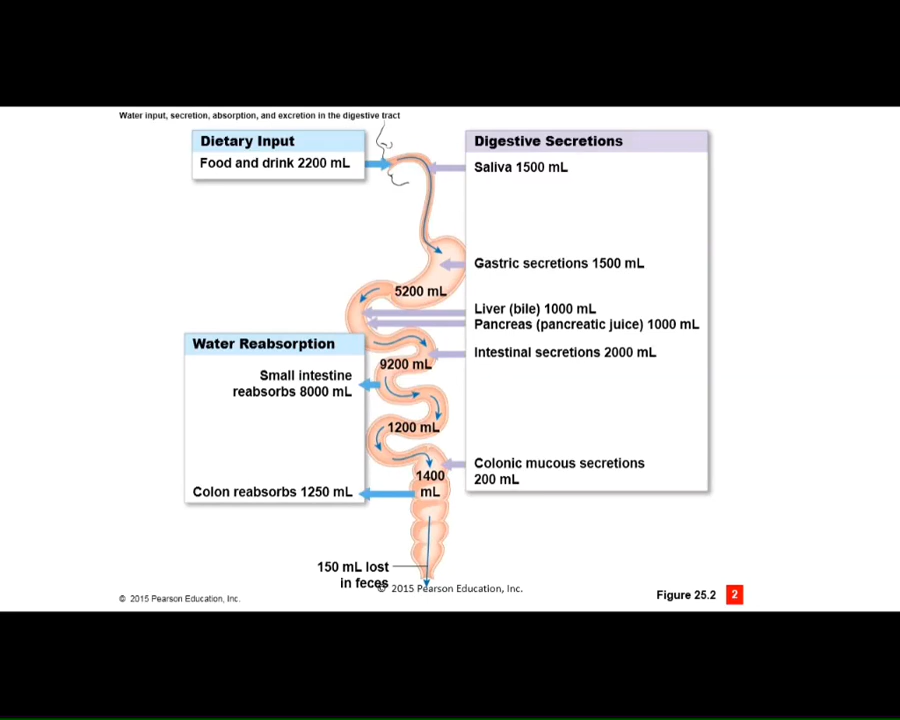 Water input, secretion, absorption, and excretion in the digestive tract
Dietary Input
Food and drink 2200 mL
Digestive Secretions
Saliva 1500 mL
Gastric secretions 1500 mL
5200 mL
Liver (bile) 1000 mL
Pancreas (pancreatic juice) 1000 mL
Water Reabsorption
Intestinal secretions 2000 mL
9200 mL
Small intestine
reabsorbs 8000 mL
1200 mL
Colonic mucous secretions
200 mL
1400
mL
Colon reabsorbs 1250 mL
150 mL lost
in feces
© 2015 Pearson Education, Inc.
© 2015 Pearson Education, Inc.
Figure 25.2
2